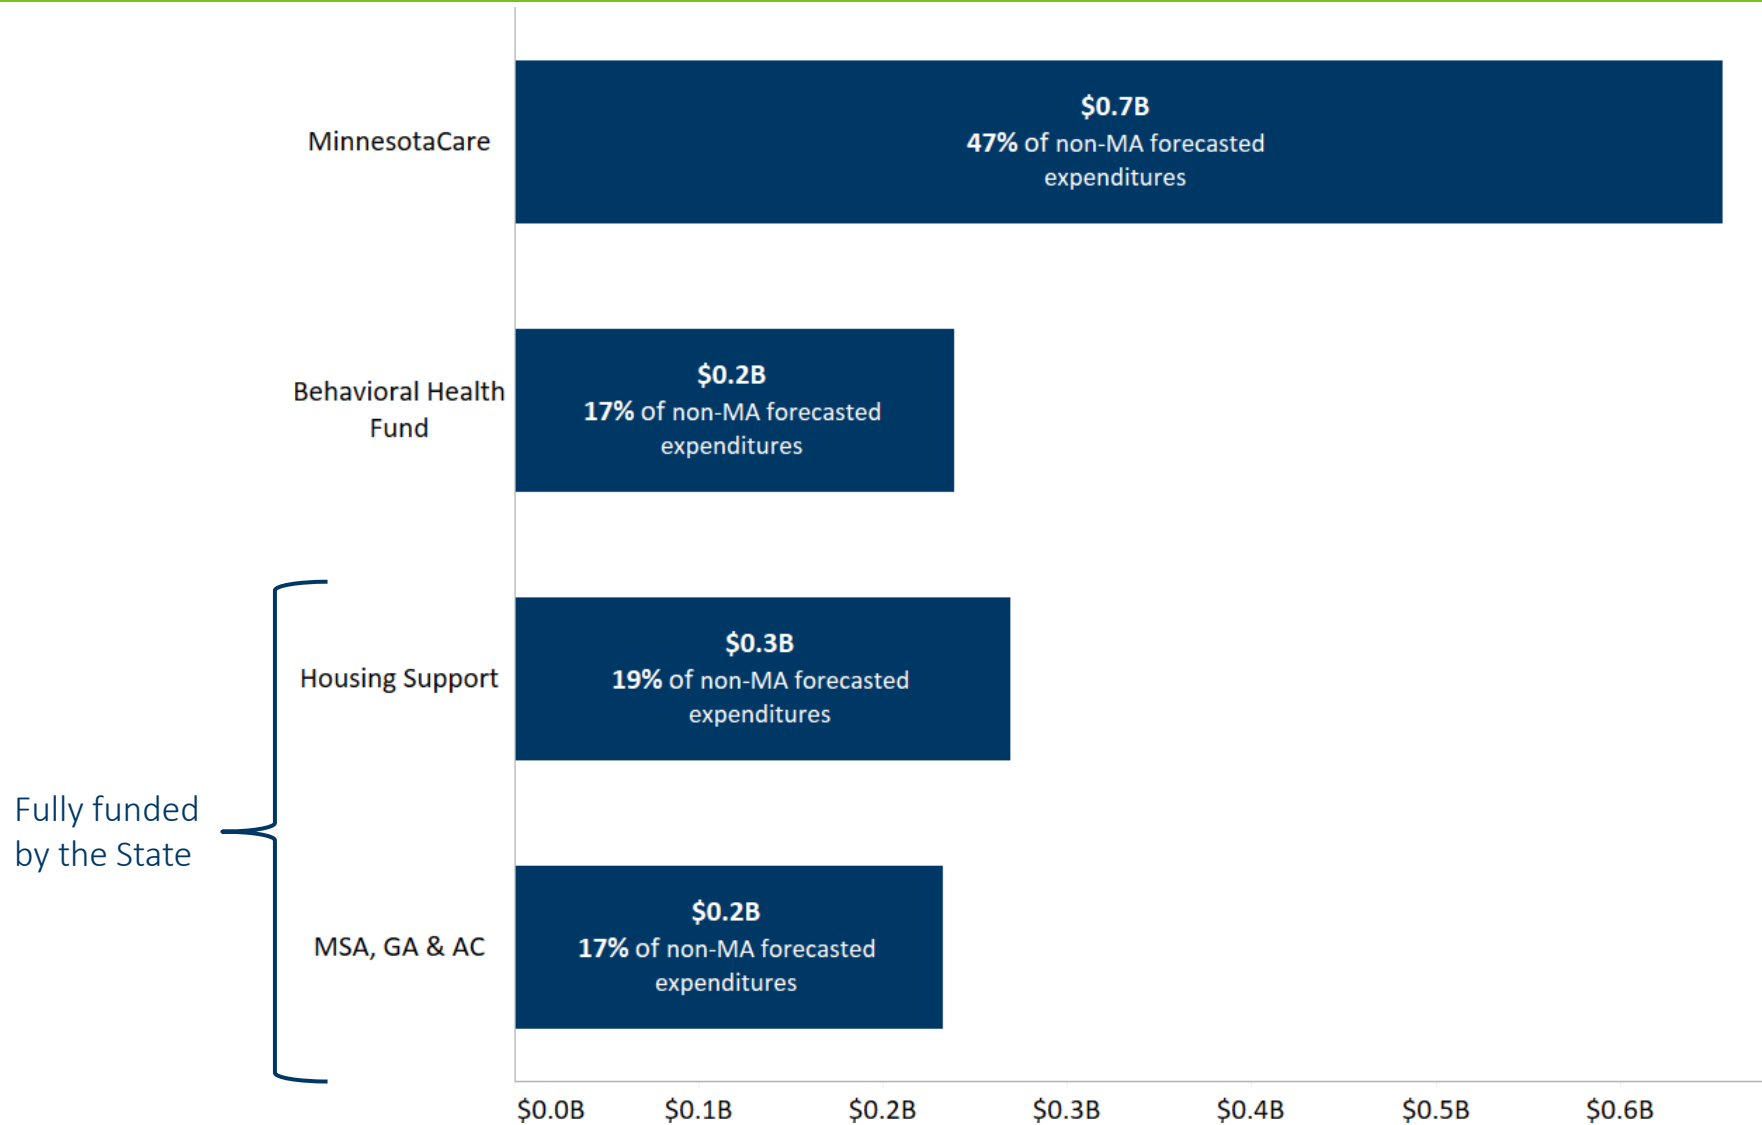 MinnesotaCare
$0.7B
47% of non-MA forecasted
expenditures
Behavioral Health
Fund
$0.2B
17% of non-MA forecasted
expenditures
Fully funded
by the State
Housing Support
$0.3B
19% of non-MA forecasted
expenditures
MSA, GA & AC
$0.2B
17% of non-MA forecasted
expenditures
$0.0B $0.1B $0.2B $0.3B $0.4B $0.5B $0.6B